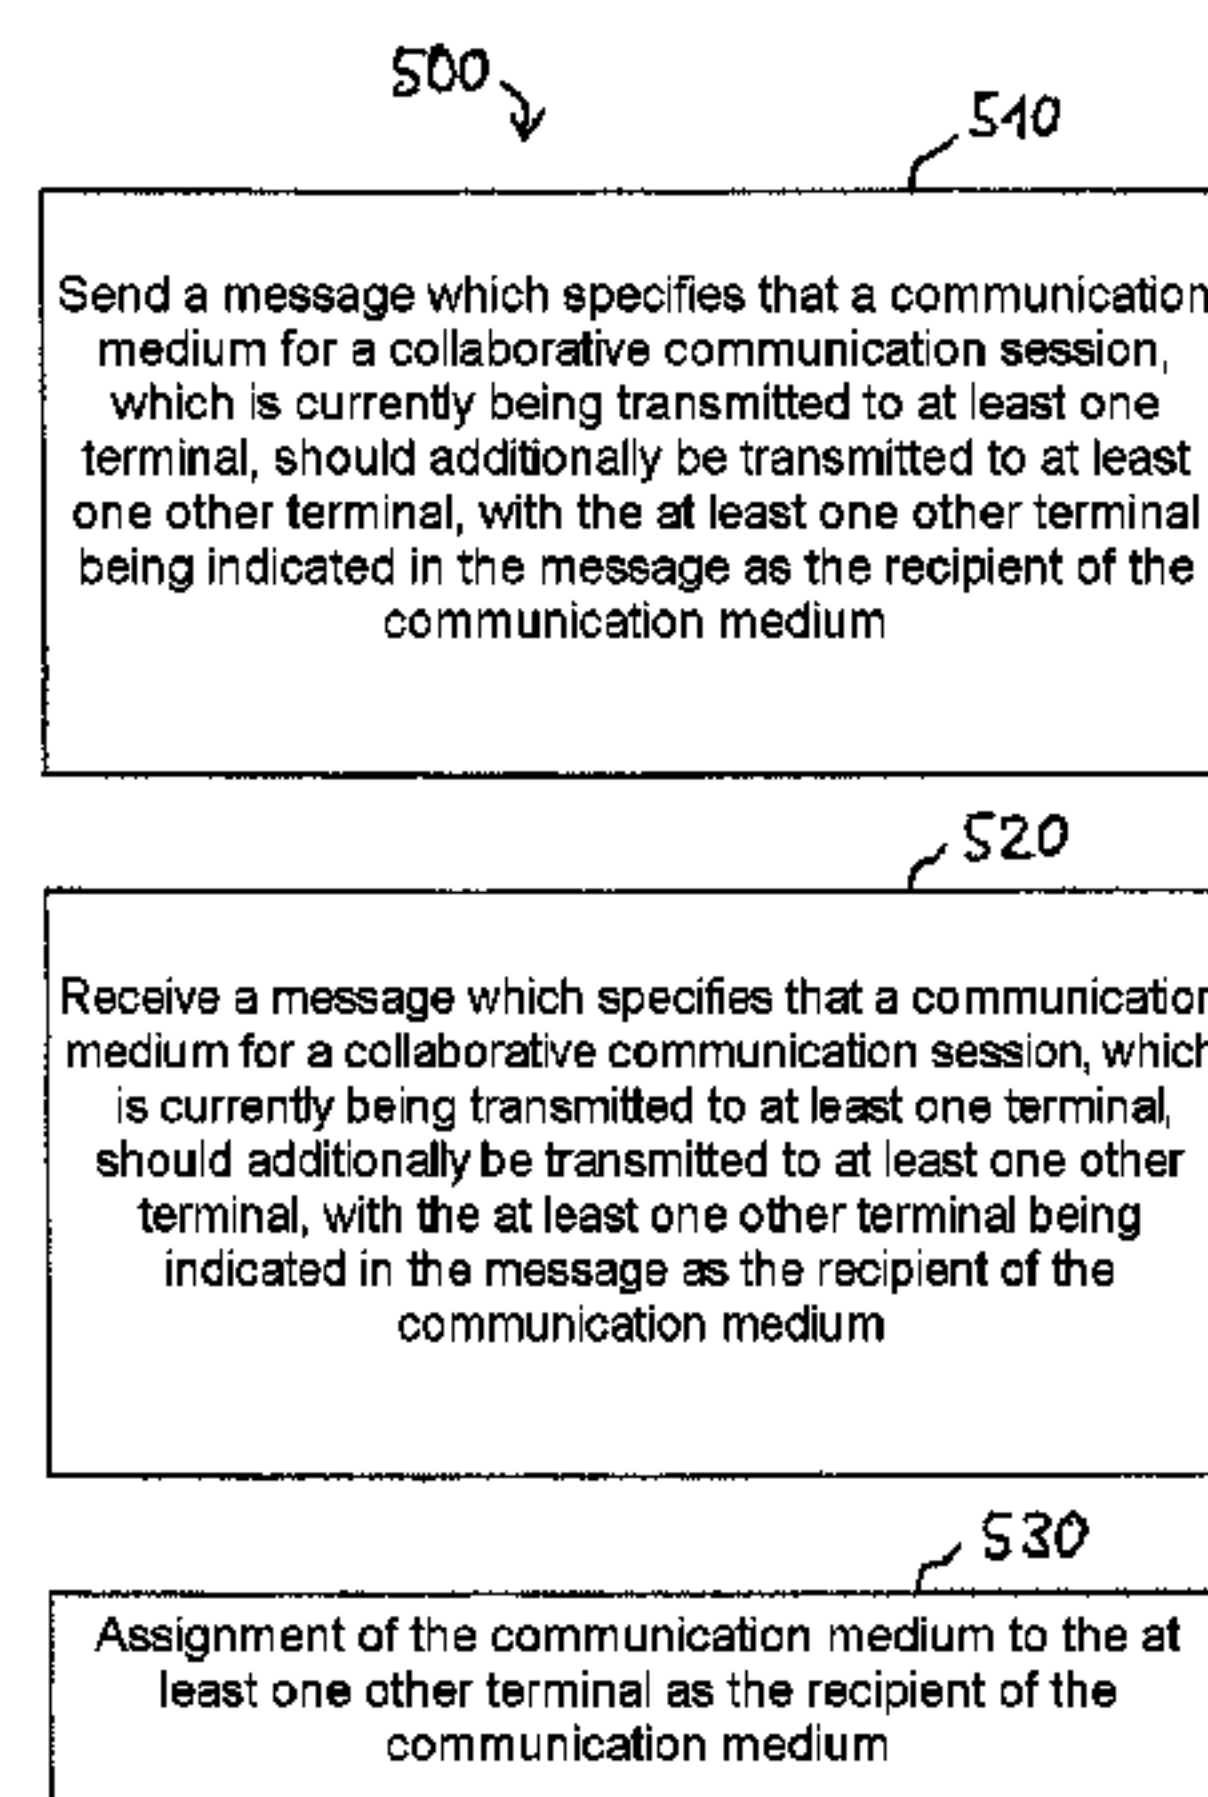 500
510
Send a message which specifies that a communication
medium for a collaborative communication session,
which is currently being transmitted to at least one
terminal, should additionally be transmitted to at least
one other terminal, with the at least one other terminal
being indicated in the message as the recipient of the
communication medium
520
Receive a message which specifies that a communication
medium for a collaborative communication session, which
is currently being transmitted to at least one terminal,
should additionally be transmitted to at least one other
terminal, with the at least one other terminal being
indicated in the message as the recipient of the
communication medium
530
Assignment of the communication medium to the at
least one other terminal as the recipient of the
communication medium